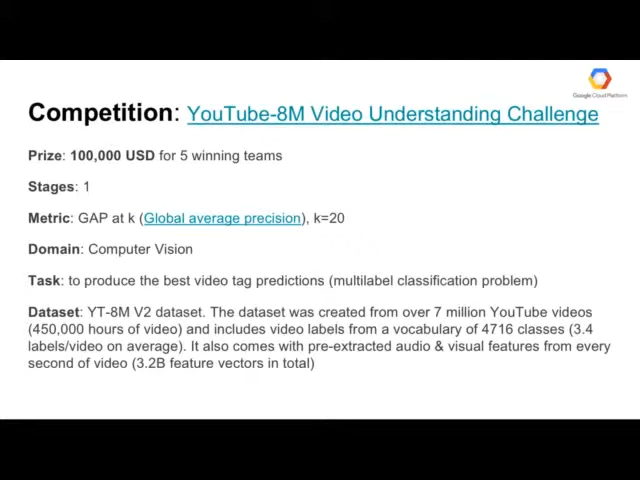 Google Cloud Platform
Competition: YouTube-8M Video Understanding Challenge
Prize: 100,000 USD for 5 winning teams
Stages: 1
Metric: GAP at k (Global average precision), k=20
Domain: Computer Vision
Task: to produce the best video tag predictions (multilabel classification problem)
Dataset: YT-8M V2 dataset. The dataset was created from over 7 million YouTube videos
(450,000 hours of video) and includes video labels from a vocabulary of 4716 classes (3.4
labels/video on average). It also comes with pre-extracted audio & visual features from every
second of video (3.2B feature vectors in total)